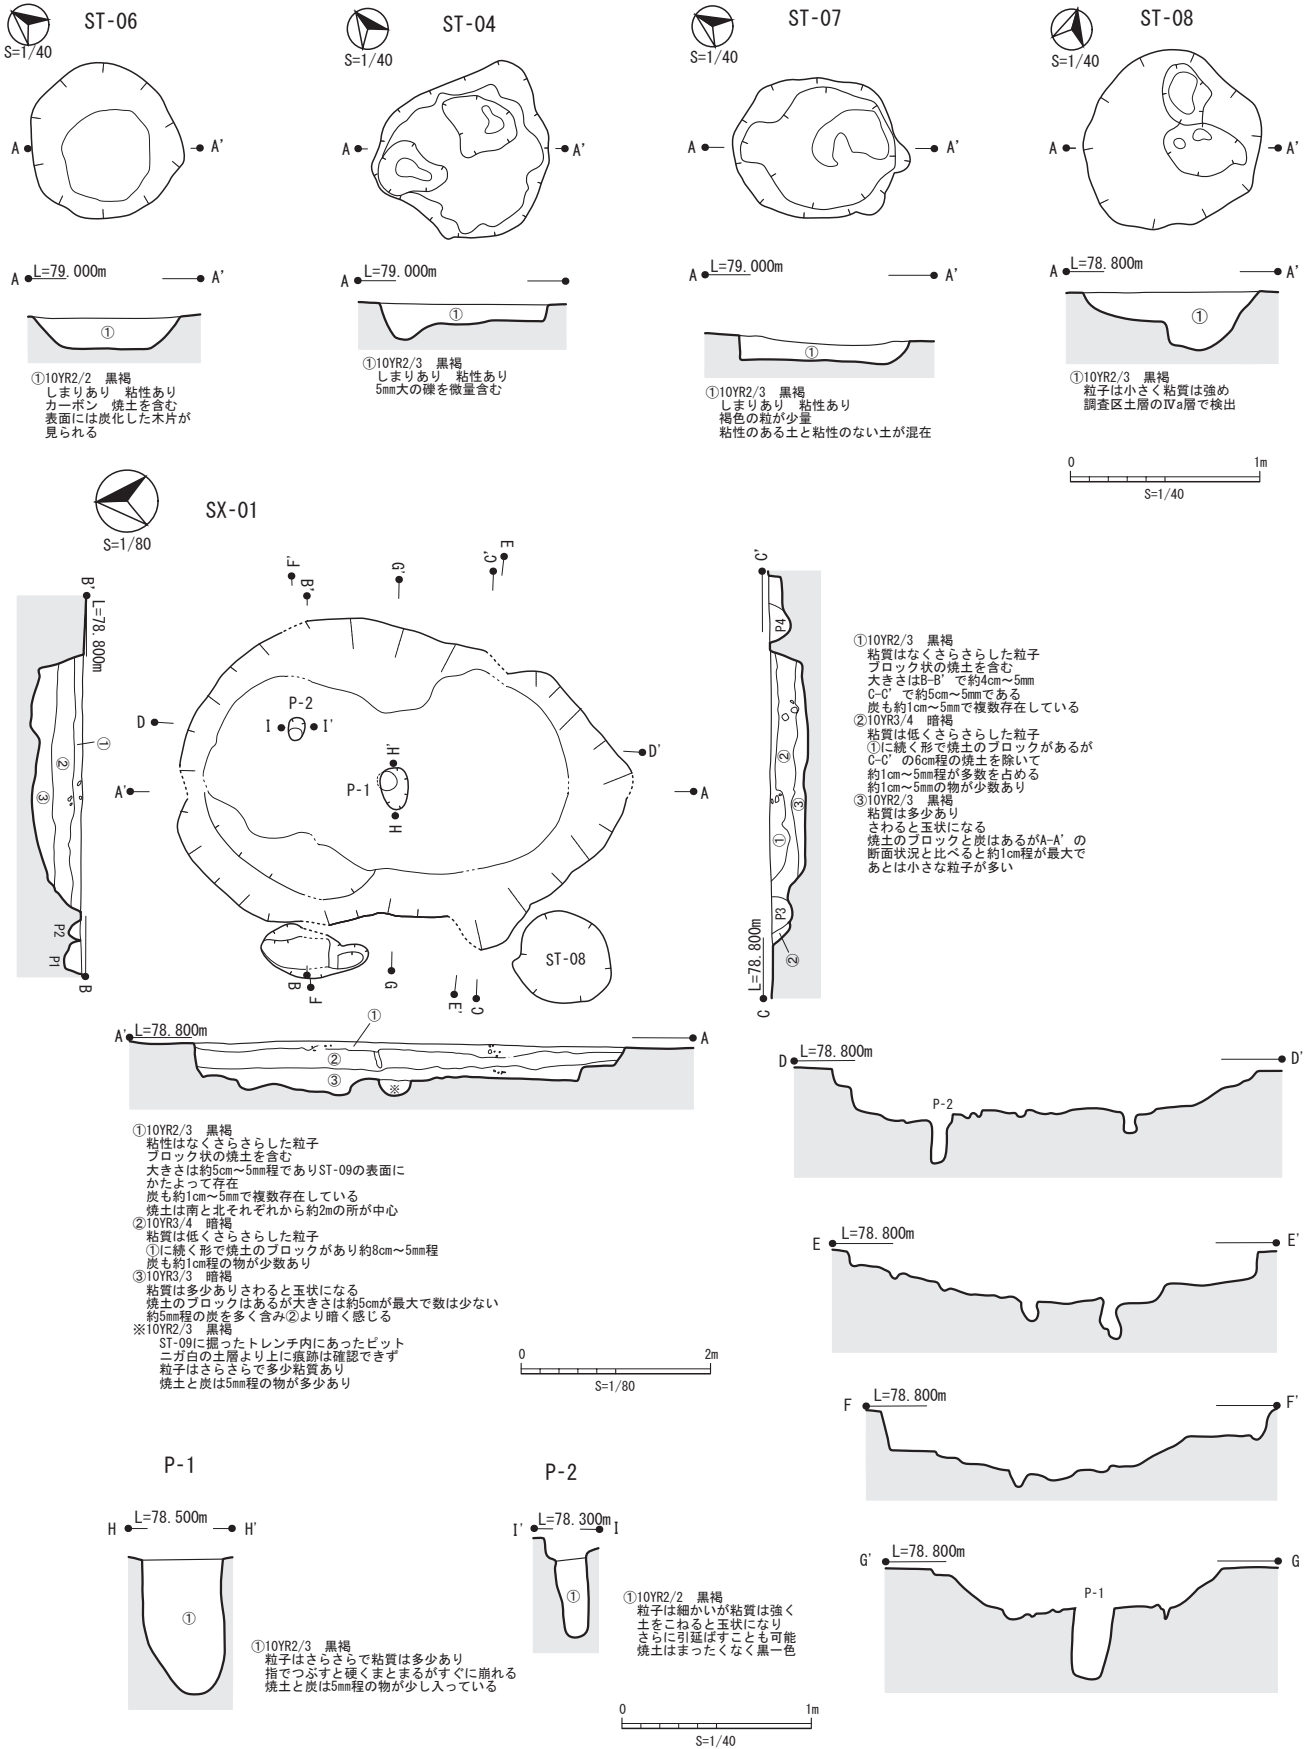 ST-06
S=1/40
A
A'
A
L=79.000m
A'
①
①10YR2/2 黒褐
しまりあり 粘性あり
カーボン 焼土を含む
表面には炭化した木片が
見られる
ST-04
S=1/40
A
A'
A
L=79.000m
①
①10YR2/3 黒褐
しまりあり 粘性あり
5mm大の礫を微量含む
ST-07
S=1/40
A
A'
A
L=79.000m
A'
①
①10YR2/3 黒褐
しまりあり 粘性あり
褐色の粒が少量
粘性のある土と粘性のない土が混在
ST-08
S=1/40
A
A'
A
L=78.800m
A'
①
①10YR2/3 黒褐
粒子は小さく粘質は強め
調査区土層のⅣa層で検出
0
1m
S=1/40
SX-01
S=1/80
B'
L=78.800m
①
②
③
P2
P1
B
F'
B'
G'
C'
E
D
D'
P-2
I
I'
H'
P-1
H
A'
A
ST-08
B
F
G
E'
C
C'
P4
②
③
①
P3
②
L=78.800m
C
①10YR2/3 黒褐
粘質はなくさらさらした粒子
ブロック状の焼土を含む
大きさはB-B'で約4cm～5mm
C-C'で約5cm～5mmである
炭も約1cm～5mmで複数存在している
②10YR3/4 暗褐
粘質は低くさらさらした粒子
①に続く形で焼土のブロックがあるが
C-C'の6cm程の焼土を除いて
約1cm～5mm程が多数を占める
約1cm～5mmの物が少数あり
③10YR2/3 黒褐
粘質は多少あり
さわると玉状になる
焼土のブロックと炭はあるがA-A'の
断面状況と比べると約1cm程が最大で
あとは小さな粒子が多い
A'
L=78.800m
A
①
②
③
※
①10YR2/3 黒褐
粘性はなくさらさらした粒子
ブロック状の焼土を含む
大きさは約5cm～5mm程でありST-09の表面に
かたよって存在
炭も約1cm～5mmで複数存在している
焼土は南と北それぞれから約2mの所が中心
②10YR3/4 暗褐
粘質は低くさらさらした粒子
①に続く形で焼土のブロックがあり約8cm～5mm程
炭も約1cm程の物が少数あり
③10YR3/3 暗褐
粘質は多少ありさわると玉状になる
焼土のブロックはあるが大きさは約5cmが最大で数は少ない
約5mm程の炭を多く含み②より暗く感じる
※10YR2/3 黒褐
ST-09に掘ったトレンチ内にあったピット
ニガ白の土層より上に痕跡は確認できず
粒子はさらさらで多少粘質あり
焼土と炭は5mm程の物が多少あり
0
2m
S=1/80
D
L=78.800m
D'
P-2
E
L=78.800m
E'
F
L=78.800m
F'
G'
L=78.800m
G
P-1
P-1
H
L=78.500m
H'
①
①10YR2/3 黒褐
粒子はさらさらで粘質は多少あり
指でつぶすと硬くまとまるがすぐに崩れる
焼土と炭は5mm程の物が少し入っている
P-2
I'
L=78.300m
I
①
①10YR2/2 黒褐
粒子は細かいが粘質は強く
土をこねると玉状になり
さらに引延ばすことも可能
焼土はまったくなく黒一色
0
1m
S=1/40